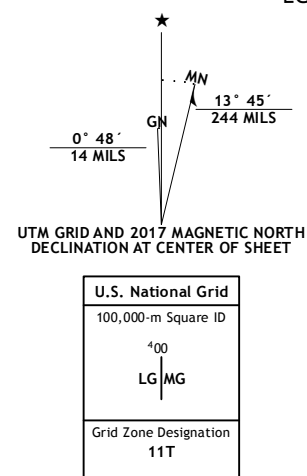 MN
GN
13° 45´
244 MILS
0° 48´
14 MILS
UTM GRID AND 2017 MAGNETIC NORTH
DECLINATION AT CENTER OF SHEET
U.S. National Grid
100,000-m Square ID
⁴00
LG MG
Grid Zone Designation
11T